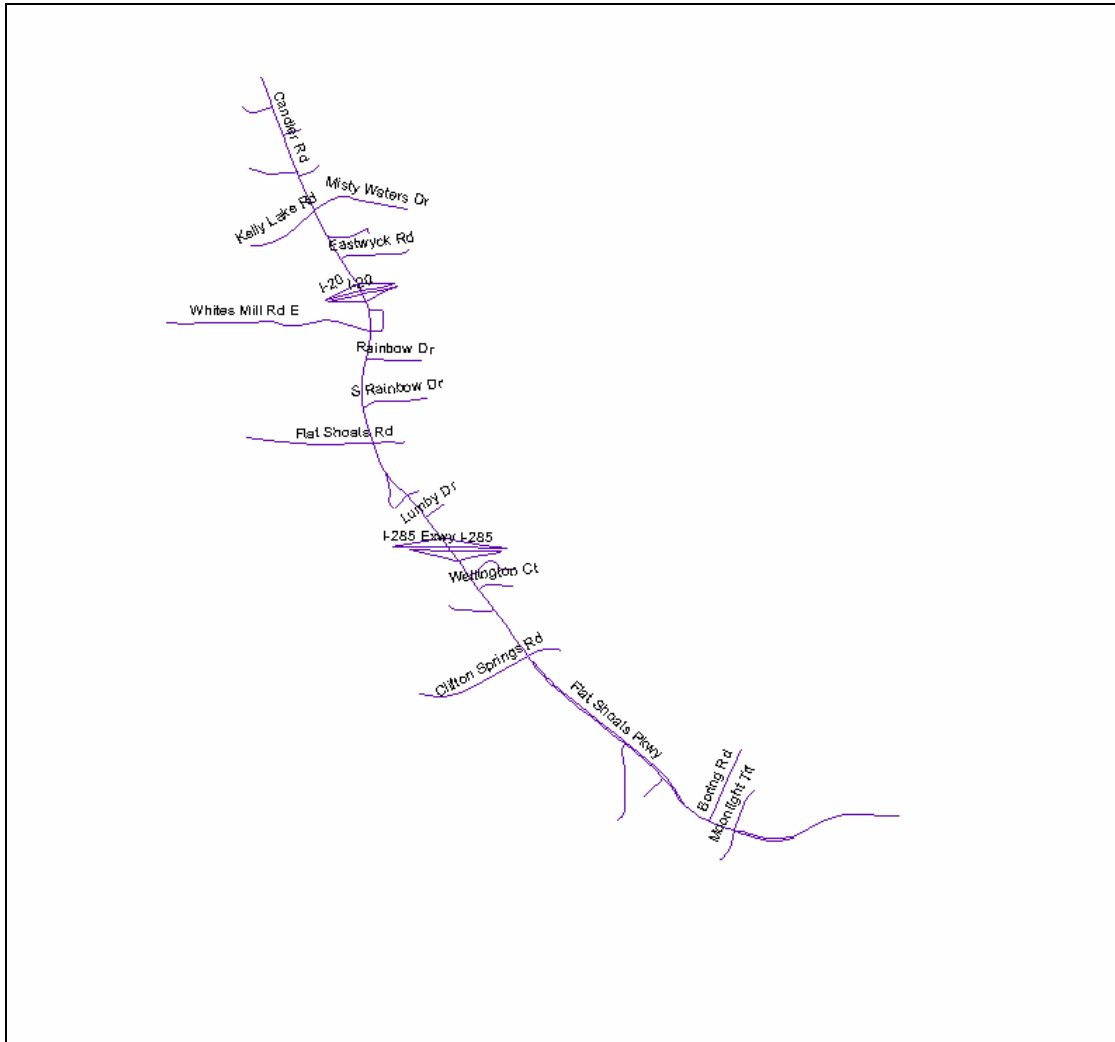 Candler Rd
Misty Waters Dr
Kelly Lake Rd
Eastwyck Rd
I-20 I-20
Whites Mill Rd E
Rainbow Dr
S Rainbow Dr
Flat Shoals Rd
Lumby Dr
I-285 Exwy I-285
Wellington Ct
Clifton Springs Rd
Flat Shoals Pkwy
Boring Rd
Moonlight Trl